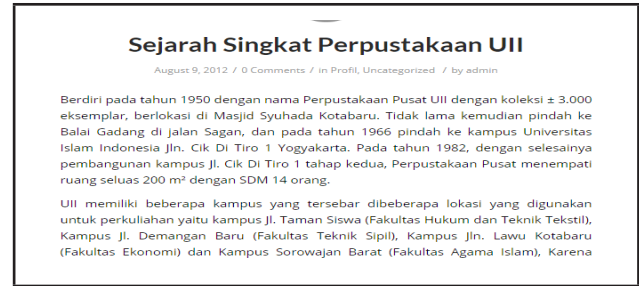 Sejarah Singkat Perpustakaan UII
August 9, 2012 / 0 Comments / in Profil, Uncategorized / by admin
Berdiri pada tahun 1950 dengan nama Perpustakaan Pusat UII dengan koleksi ± 3.000
eksemplar, berlokasi di Masjid Syuhada Kotabaru. Tidak lama kemudian pindah ke
Balai Gadang di jalan Sagan, dan pada tahun 1966 pindah ke kampus Universitas
Islam Indonesia Jln. Cik Di Tiro 1 Yogyakarta. Pada tahun 1982, dengan selesainya
pembangunan kampus Jl. Cik Di Tiro 1 tahap kedua, Perpustakaan Pusat menempati
ruang seluas 200 m² dengan SDM 14 orang.
UII memiliki beberapa kampus yang tersebar dibeberapa lokasi yang digunakan
untuk perkuliahan yaitu kampus Jl. Taman Siswa (Fakultas Hukum dan Teknik Tekstil),
Kampus Jl. Demangan Baru (Fakultas Teknik Sipil), Kampus Jln. Lawu Kotabaru
(Fakultas Ekonomi) dan Kampus Sorowajan Barat (Fakultas Agama Islam), Karena